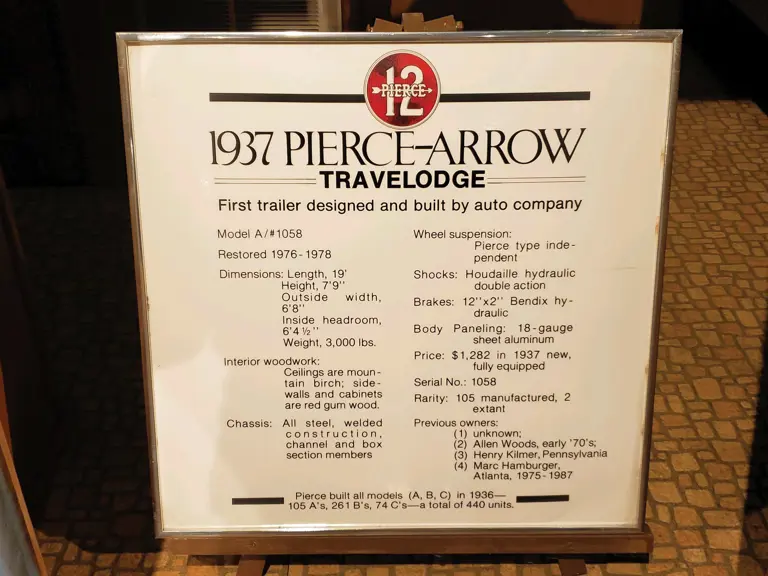 12
PIERCE
1937 PIERCE-ARROW
TRAVELODGE
First trailer designed and built by auto company
Model A/#1058
Restored 1976-1978
Dimensions: Length, 19'
Height, 7'9''
Outside width,
6'8''
Inside headroom,
6'4½''
Weight, 3,000 lbs.
Interior woodwork:
Ceilings are moun-
tain birch; side-
walls and cabinets
are red gum wood.
Chassis: All steel, welded
construction,
channel and box
section members
Wheel suspension:
Pierce type inde-
pendent
Shocks: Houdaille hydraulic
double action
Brakes: 12''x2'' Bendix hy-
draulic
Body Paneling: 18-gauge
sheet aluminum
Price: $1,282 in 1937 new,
fully equipped
Serial No.: 1058
Rarity: 105 manufactured, 2
extant
Previous owners:
(1) unknown;
(2) Allen Woods, early '70's;
(3) Henry Kilmer, Pennsylvania
(4) Marc Hamburger,
Atlanta, 1975-1987
Pierce built all models (A, B, C) in 1936—
105 A's, 261 B's, 74 C's—a total of 440 units.